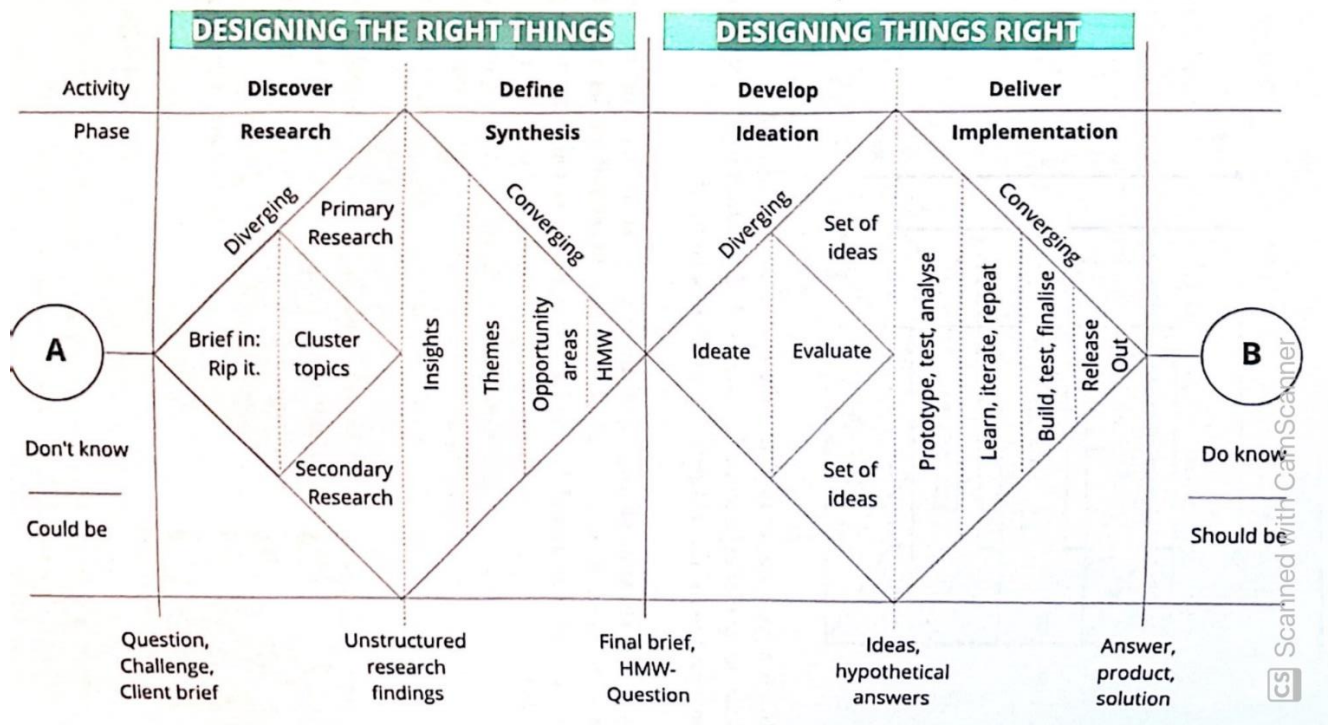 DESIGNING THE RIGHT THINGS
DESIGNING THINGS RIGHT
Activity
Discover
Define
Develop
Deliver
Phase
Research
Synthesis
Ideation
Implementation
Diverging
Primary
Research
Converging
Diverging
Set of
ideas
Converging
A
Brief in:
Rip it.
Cluster
topics
Insights
Themes
Opportunity
areas
HMW
Ideate
Evaluate
Prototype, test, analyse
Learn, iterate, repeat
Build, test, finalise
Release
Out
B
Don't know
Could be
Secondary
Research
Set of
ideas
Do know
Should be
Question,
Challenge,
Client brief
Unstructured
research
findings
Final brief,
HMW-
Question
Ideas,
hypothetical
answers
Answer,
product,
solution
CS Scanned with CamScanner